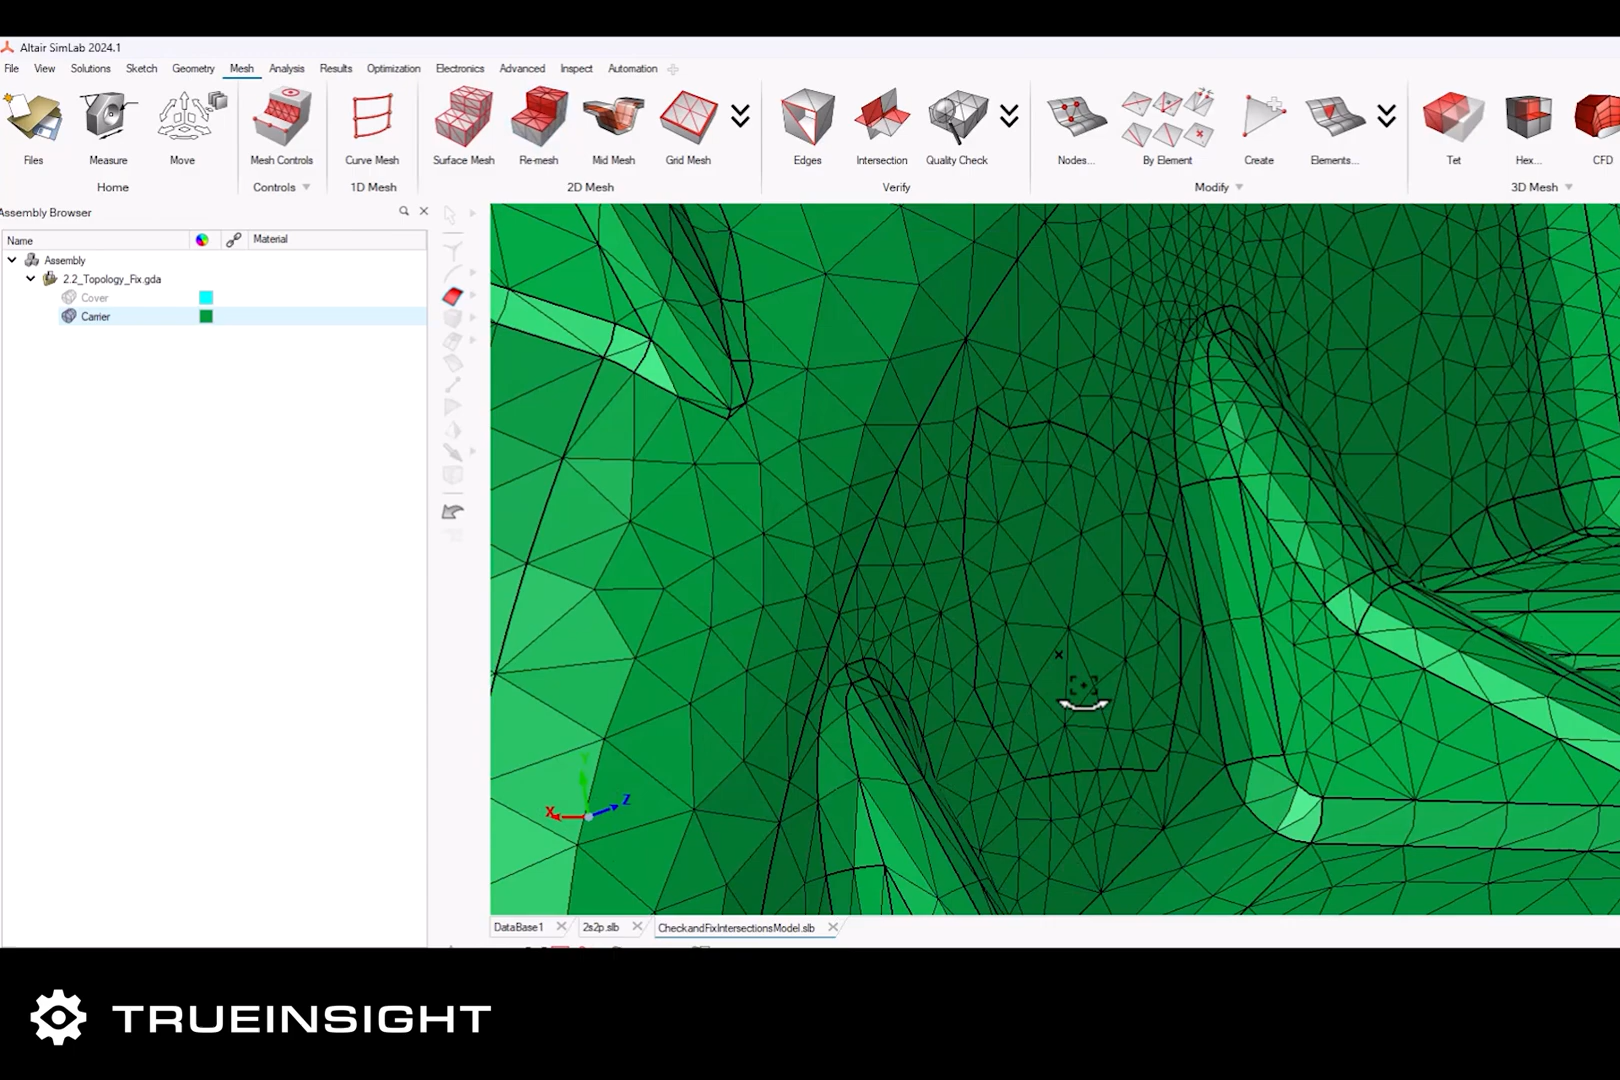 Altair SimLab 2024.1
File View Solutions Sketch Geometry Mesh Analysis Results Optimization Electronics Advanced Inspect Automation
Files Measure Move Mesh Controls Curve Mesh Surface Mesh Re-mesh Mid Mesh Grid Mesh Edges Intersection Quality Check Nodes... By Element Create Elements... Tet Hex... CFD
Home Controls 1D Mesh 2D Mesh Verify Modify 3D Mesh
Assembly Browser
Name Material
Assembly
2.2_Topology_Fix.gda
Cover
Carrier
X Z
DataBase1 2s2p.slb CheckandFixIntersectionsModel.slb
TRUEINSIGHT